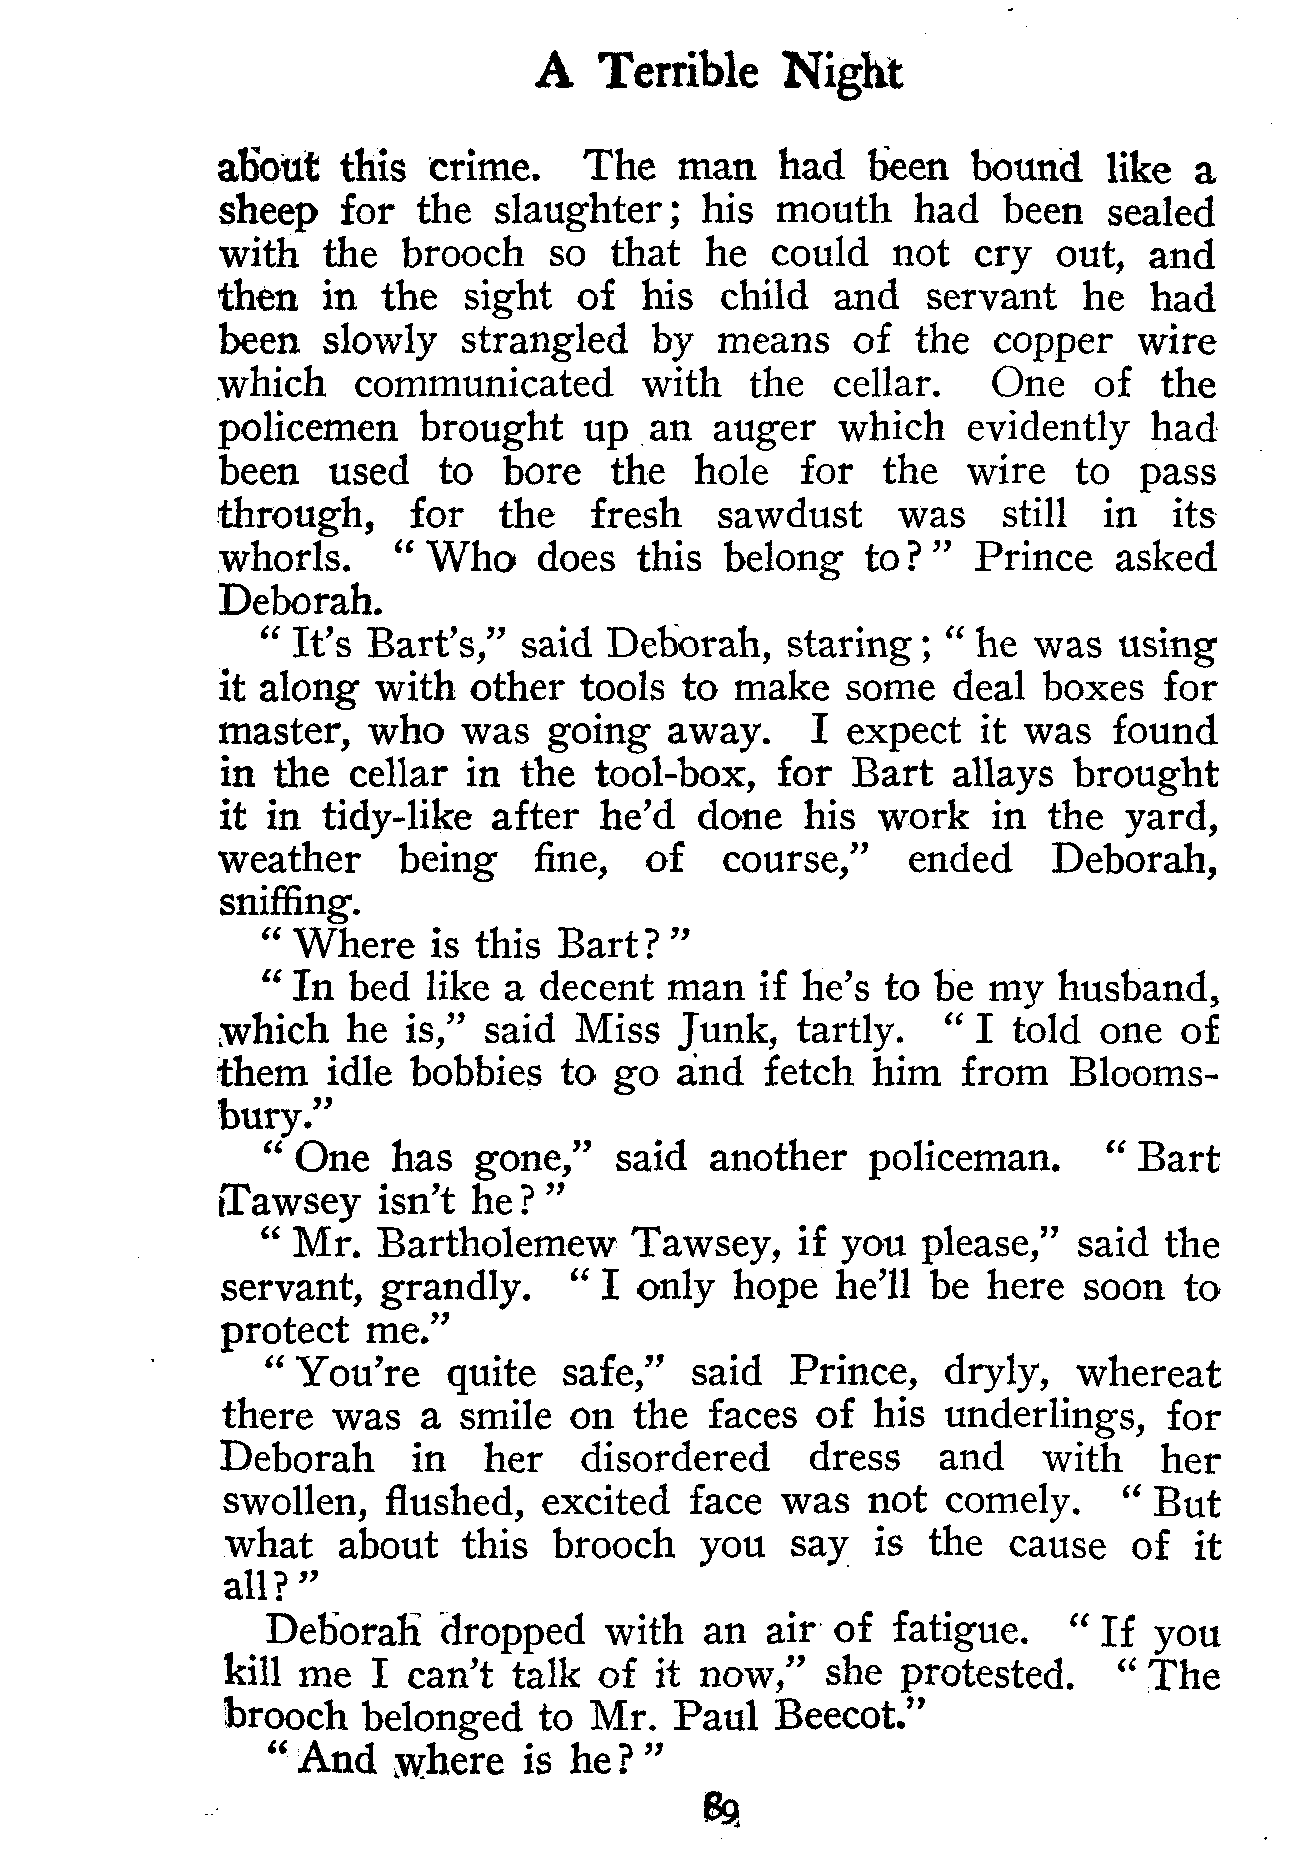 A Terrible Night
about this crime. The man had been bound like a
sheep for the slaughter; his mouth had been sealed
with the brooch so that he could not cry out, and
then in the sight of his child and servant he had
been slowly strangled by means of the copper wire
which communicated with the cellar. One of the
policemen brought up an auger which evidently had
been used to bore the hole for the wire to pass
through, for the fresh sawdust was still in its
whorls. "Who does this belong to?" Prince asked
Deborah.
"It's Bart's," said Deborah, staring; "he was using
it along with other tools to make some deal boxes for
master, who was going away. I expect it was found
in the cellar in the tool-box, for Bart allays brought
it in tidy-like after he'd done his work in the yard,
weather being fine, of course," ended Deborah,
sniffing.
"Where is this Bart?"
"In bed like a decent man if he's to be my husband,
which he is," said Miss Junk, tartly. "I told one of
them idle bobbies to go and fetch him from Blooms-
bury."
"One has gone," said another policeman. "Bart
Tawsey isn't he?"
"Mr. Bartholemew Tawsey, if you please," said the
servant, grandly. "I only hope he'll be here soon to
protect me."
"You're quite safe," said Prince, dryly, whereat
there was a smile on the faces of his underlings, for
Deborah in her disordered dress and with her
swollen, flushed, excited face was not comely. "But
what about this brooch you say is the cause of it
all?"
Deborah dropped with an air of fatigue. "If you
kill me I can't talk of it now," she protested. "The
brooch belonged to Mr. Paul Beecot."
"And where is he?"
89